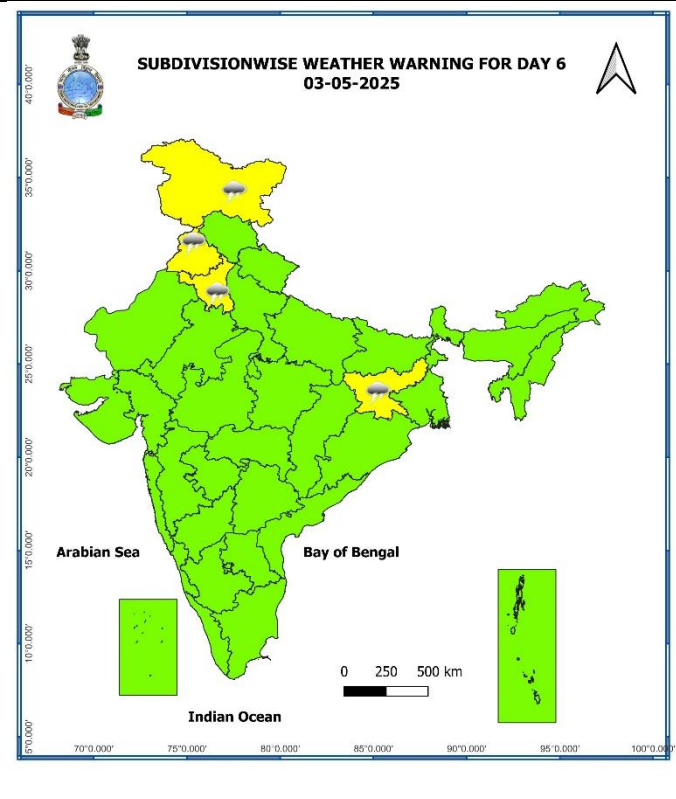 SUBDIVISIONWISE WEATHER WARNING FOR DAY 6
03-05-2025
40°0.000'
35°0.000'
30°0.000'
25°0.000'
20°0.000'
15°0.000'
10°0.000'
5°0.000'
Arabian Sea
Bay of Bengal
0 250 500 km
Indian Ocean
70°0.000' 75°0.000' 80°0.000' 85°0.000' 90°0.000' 95°0.000' 100°0.000'